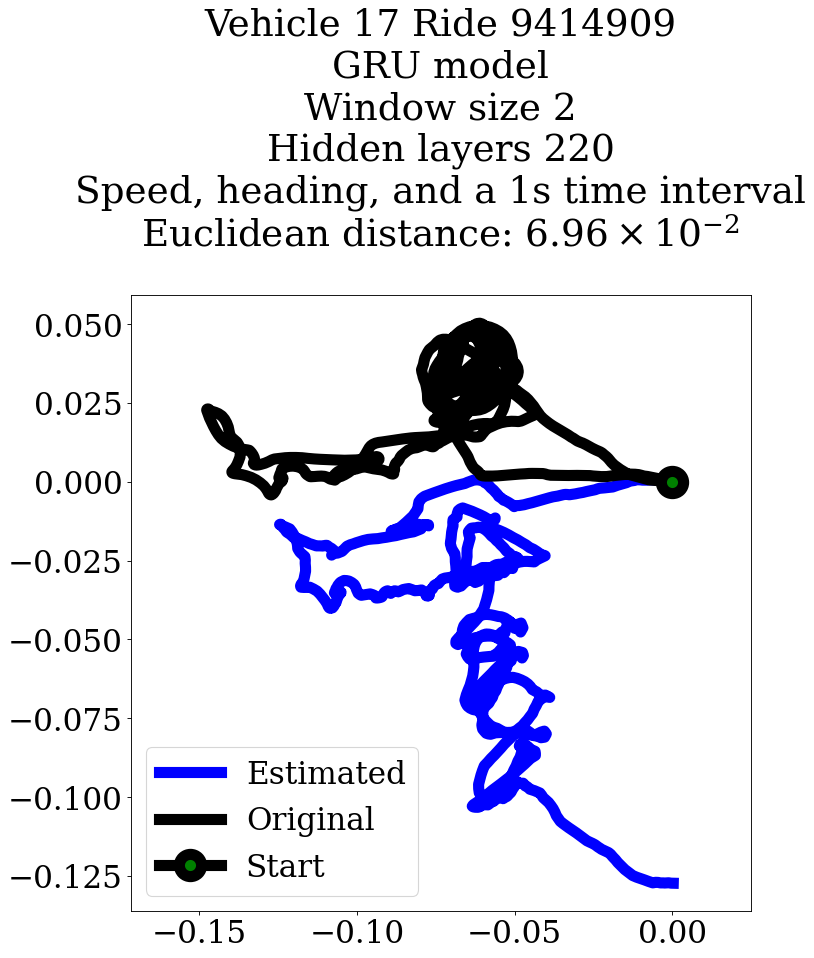 Vehicle 17 Ride 9414909
GRU model
Window size 2
Hidden layers 220
Speed, heading, and a 1s time interval
Euclidean distance: 6.96 × 10⁻²
0.050
0.025
0.000
−0.025
−0.050
−0.075
−0.100
−0.125
Estimated
Original
Start
−0.15
−0.10
−0.05
0.00